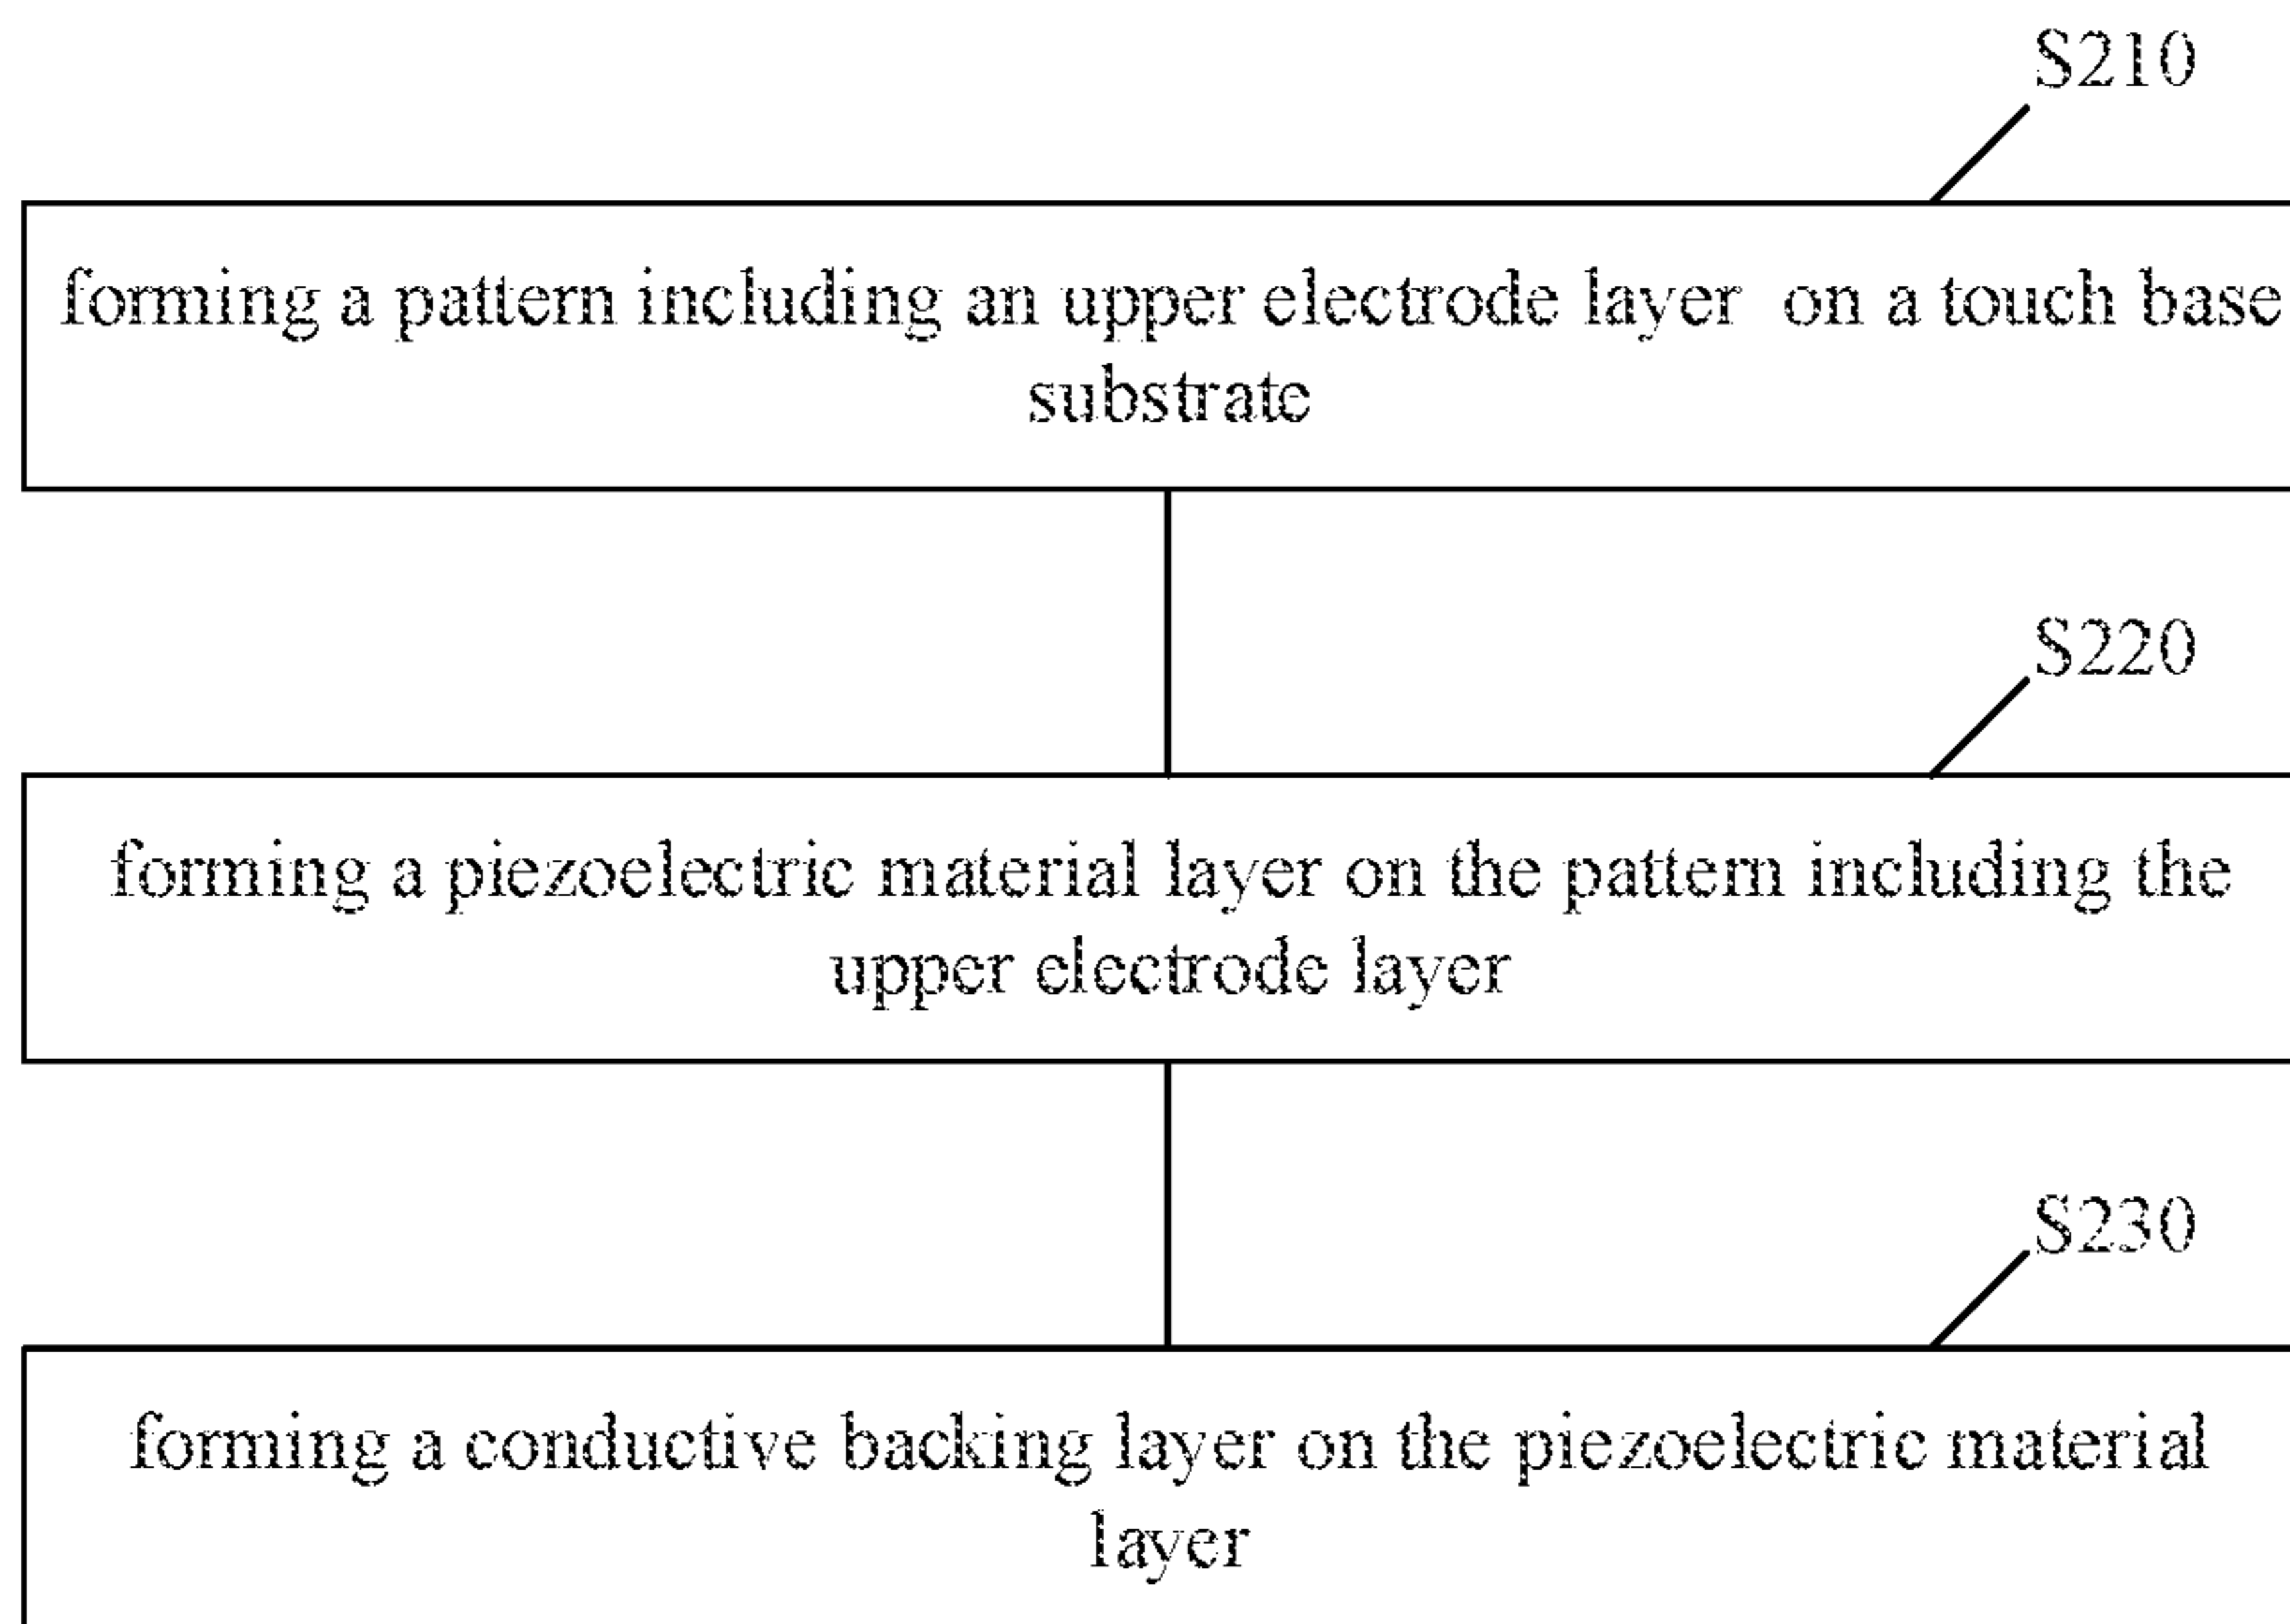 S210
forming a pattern including an upper electrode layer on a touch base
substrate
S220
forming a piezoelectric material layer on the pattern including the
upper electrode layer
S230
forming a conductive backing layer on the piezoelectric material
layer